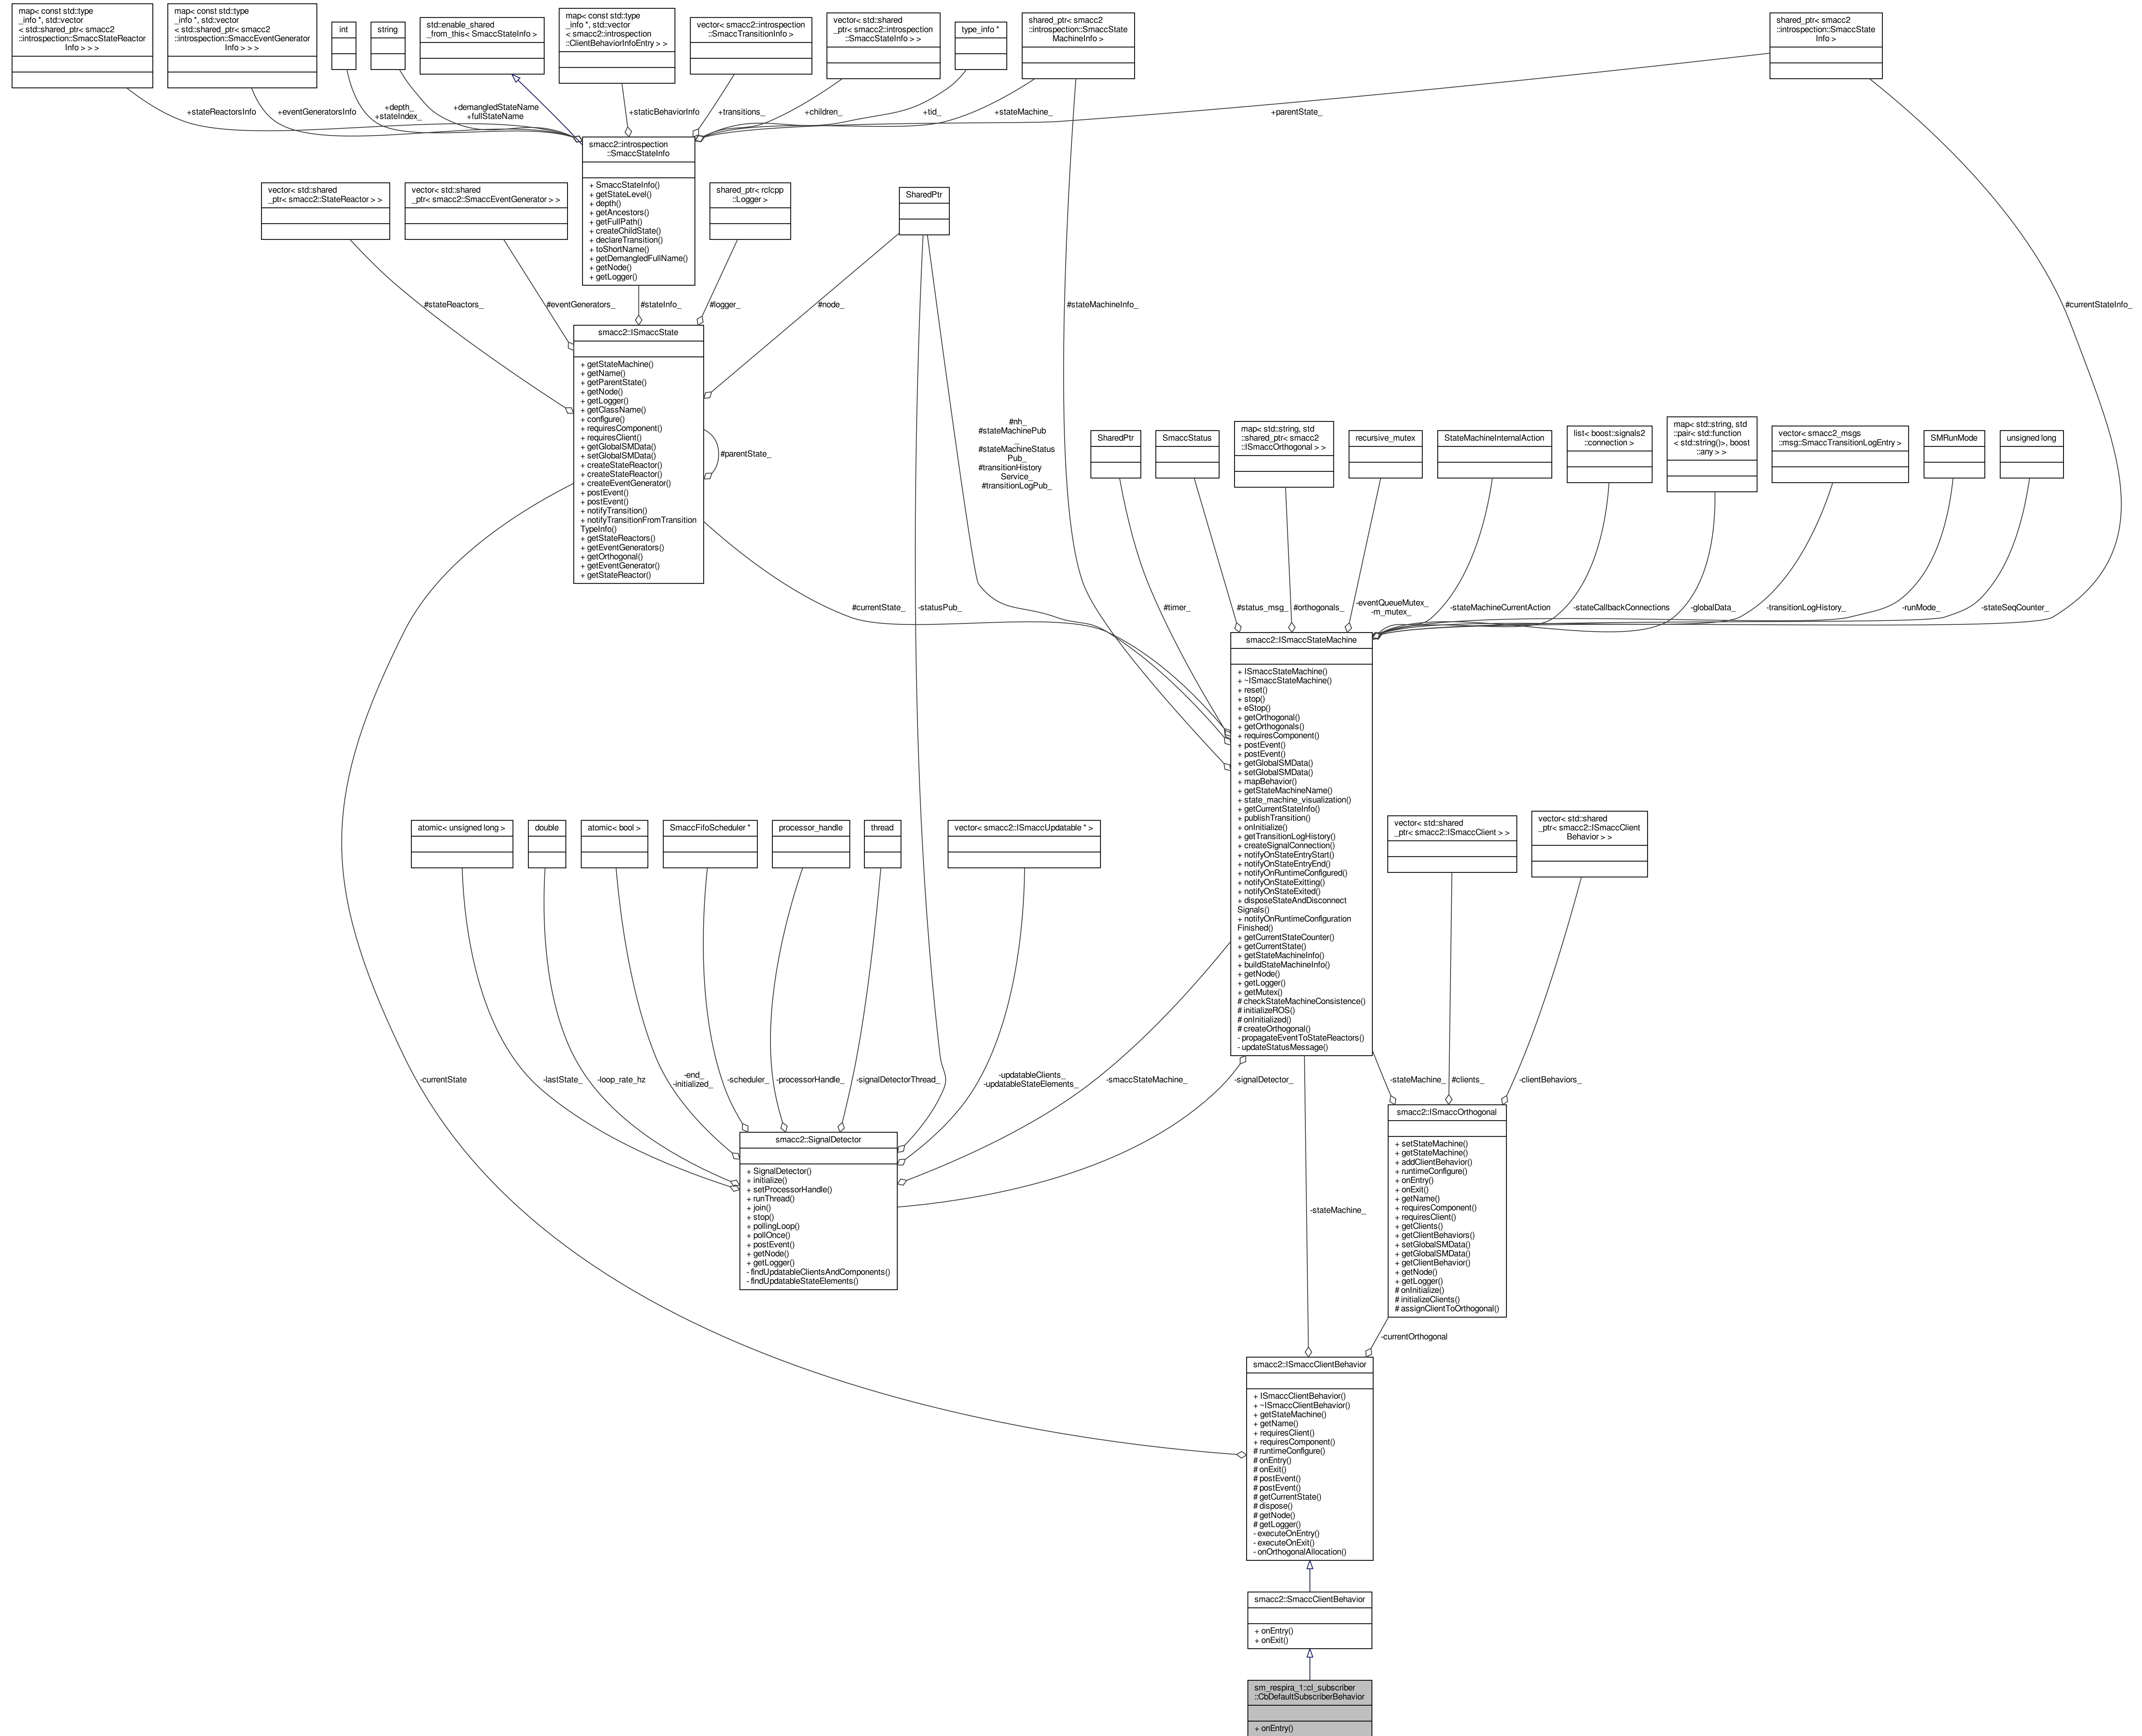 map< const std::type
_info *, std::vector
< std::shared_ptr< smacc2
::introspection::SmaccStateReactor
Info > > >
map< const std::type
_info *, std::vector
< std::shared_ptr< smacc2
::introspection::SmaccEventGenerator
Info > > >
int
string
std::enable_shared
_from_this< SmaccStateInfo >
map< const std::type
_info *, std::vector
< smacc2::introspection
::ClientBehaviorInfoEntry > >
vector< smacc2::introspection
::SmaccTransitionInfo >
vector< std::shared
_ptr< smacc2::introspection
::SmaccStateInfo > >
type_info *
shared_ptr< smacc2
::introspection::SmaccState
MachineInfo >
shared_ptr< smacc2
::introspection::SmaccState
Info >
+stateReactorsInfo
+eventGeneratorsInfo
+depth_
+stateIndex_
+demangledStateName
+fullStateName
+staticBehaviorInfo
+transitions_
+children_
+tid_
+stateMachine_
+parentState_
smacc2::introspection
::SmaccStateInfo
+ SmaccStateInfo()
+ getStateLevel()
+ depth()
+ getAncestors()
+ getFullPath()
+ createChildState()
+ declareTransition()
+ toShortName()
+ getDemangledFullName()
+ getNode()
+ getLogger()
vector< std::shared
_ptr< smacc2::StateReactor > >
vector< std::shared
_ptr< smacc2::SmaccEventGenerator > >
shared_ptr< rclcpp
::Logger >
SharedPtr
#stateReactors_
#eventGenerators_
#stateInfo_
#logger_
#node_
#stateMachineInfo_
#currentStateInfo_
smacc2::ISmaccState
+ getStateMachine()
+ getName()
+ getParentState()
+ getNode()
+ getLogger()
+ getClassName()
+ configure()
+ requiresComponent()
+ requiresClient()
+ getGlobalSMData()
+ setGlobalSMData()
+ createStateReactor()
+ createStateReactor()
+ createEventGenerator()
+ postEvent()
+ postEvent()
+ notifyTransition()
+ notifyTransitionFromTransition
TypeInfo()
+ getStateReactors()
+ getEventGenerators()
+ getOrthogonal()
+ getEventGenerator()
+ getStateReactor()
#parentState_
#nh_
#stateMachinePub
_
#stateMachineStatus
Pub_
#transitionHistory
Service_
#transitionLogPub_
SharedPtr
SmaccStatus
map< std::string, std
::shared_ptr< smacc2
::ISmaccOrthogonal > >
recursive_mutex
StateMachineInternalAction
list< boost::signals2
::connection >
map< std::string, std
::pair< std::function
< std::string()>, boost
::any > >
vector< smacc2_msgs
::msg::SmaccTransitionLogEntry >
SMRunMode
unsigned long
#currentState_
-statusPub_
#timer_
#status_msg_
#orthogonals_
-eventQueueMutex_
-m_mutex_
-stateMachineCurrentAction
-stateCallbackConnections
-globalData_
-transitionLogHistory_
-runMode_
-stateSeqCounter_
smacc2::ISmaccStateMachine
+ ISmaccStateMachine()
+ ~ISmaccStateMachine()
+ reset()
+ stop()
+ eStop()
+ getOrthogonal()
+ getOrthogonals()
+ requiresComponent()
+ postEvent()
+ postEvent()
+ getGlobalSMData()
+ setGlobalSMData()
+ mapBehavior()
+ getStateMachineName()
+ state_machine_visualization()
+ getCurrentStateInfo()
+ publishTransition()
+ onInitialize()
+ getTransitionLogHistory()
+ createSignalConnection()
+ notifyOnStateEntryStart()
+ notifyOnStateEntryEnd()
+ notifyOnRuntimeConfigured()
+ notifyOnStateExitting()
+ notifyOnStateExited()
+ disposeStateAndDisconnect
Signals()
+ notifyOnRuntimeConfiguration
Finished()
+ getCurrentStateCounter()
+ getCurrentState()
+ getStateMachineInfo()
+ buildStateMachineInfo()
+ getNode()
+ getLogger()
+ getMutex()
# checkStateMachineConsistence()
# initializeROS()
# onInitialized()
# createOrthogonal()
- propagateEventToStateReactors()
- updateStatusMessage()
atomic< unsigned long >
double
atomic< bool >
SmaccFifoScheduler *
processor_handle
thread
vector< smacc2::ISmaccUpdatable * >
vector< std::shared
_ptr< smacc2::ISmaccClient > >
vector< std::shared
_ptr< smacc2::ISmaccClient
Behavior > >
-currentState
-lastState_
-loop_rate_hz
-end_
-initialized_
-scheduler_
-processorHandle_
-signalDetectorThread_
-updatableClients_
-updatableStateElements_
-smaccStateMachine_
-signalDetector_
-stateMachine_
#clients_
-clientBehaviors_
smacc2::SignalDetector
+ SignalDetector()
+ initialize()
+ setProcessorHandle()
+ runThread()
+ join()
+ stop()
+ pollingLoop()
+ pollOnce()
+ postEvent()
+ getNode()
+ getLogger()
- findUpdatableClientsAndComponents()
- findUpdatableStateElements()
smacc2::ISmaccOrthogonal
+ setStateMachine()
+ getStateMachine()
+ addClientBehavior()
+ runtimeConfigure()
+ onEntry()
+ onExit()
+ getName()
+ requiresComponent()
+ requiresClient()
+ getClients()
+ getClientBehaviors()
+ setGlobalSMData()
+ getGlobalSMData()
+ getClientBehavior()
+ getNode()
+ getLogger()
# onInitialize()
# initializeClients()
# assignClientToOrthogonal()
-stateMachine_
-currentOrthogonal
smacc2::ISmaccClientBehavior
+ ISmaccClientBehavior()
+ ~ISmaccClientBehavior()
+ getStateMachine()
+ getName()
+ requiresClient()
+ requiresComponent()
# runtimeConfigure()
# onEntry()
# onExit()
# postEvent()
# postEvent()
# getCurrentState()
# dispose()
# getNode()
# getLogger()
- executeOnEntry()
- executeOnExit()
- onOrthogonalAllocation()
smacc2::SmaccClientBehavior
+ onEntry()
+ onExit()
sm_respira_1::cl_subscriber
::CbDefaultSubscriberBehavior
+ onEntry()